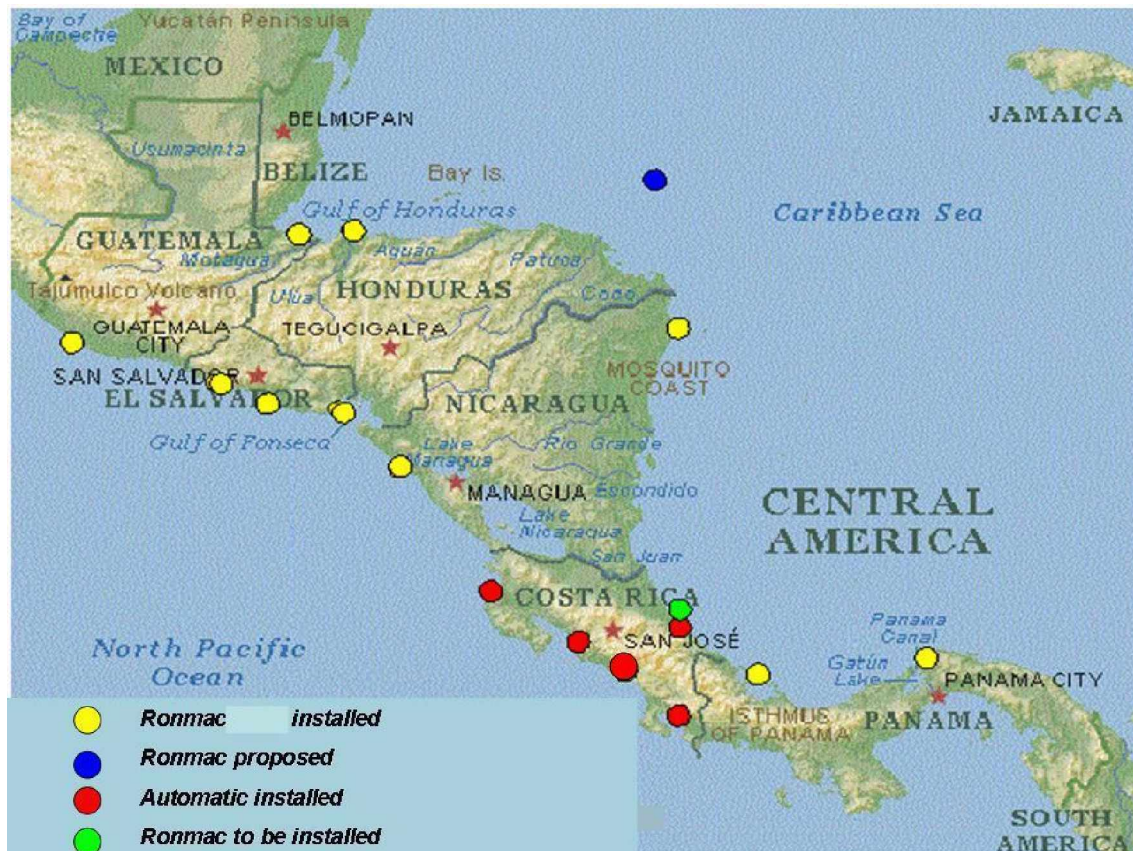 Bay of
Campeche
Yucatán Peninsula
MEXICO
JAMAICA
BELMOPAN
Usumacinta
BELIZE
Bay Is.
Gulf of Honduras
Caribbean Sea
GUATEMALA
Motagua
Aguán
Patuca
Tajumulco Volcano
Ulúa
HONDURAS
Coco
GUATEMALA
CITY
TEGUCIGALPA
MOSQUITO
COAST
SAN SALVADOR
EL SALVADOR
NICARAGUA
Gulf of Fonseca
Lake
Managua
Rio Grande
MANAGUA
Escondido
CENTRAL
AMERICA
Lake
Nicaragua
San Juan
COSTA RICA
SAN JOSÉ
North Pacific
Ocean
Panama
Canal
Gatún
Lake
PANAMA CITY
ISTHMUS
OF PANAMA
PANAMA
SOUTH
AMERICA
Ronmac installed
Ronmac proposed
Automatic installed
Ronmac to be installed